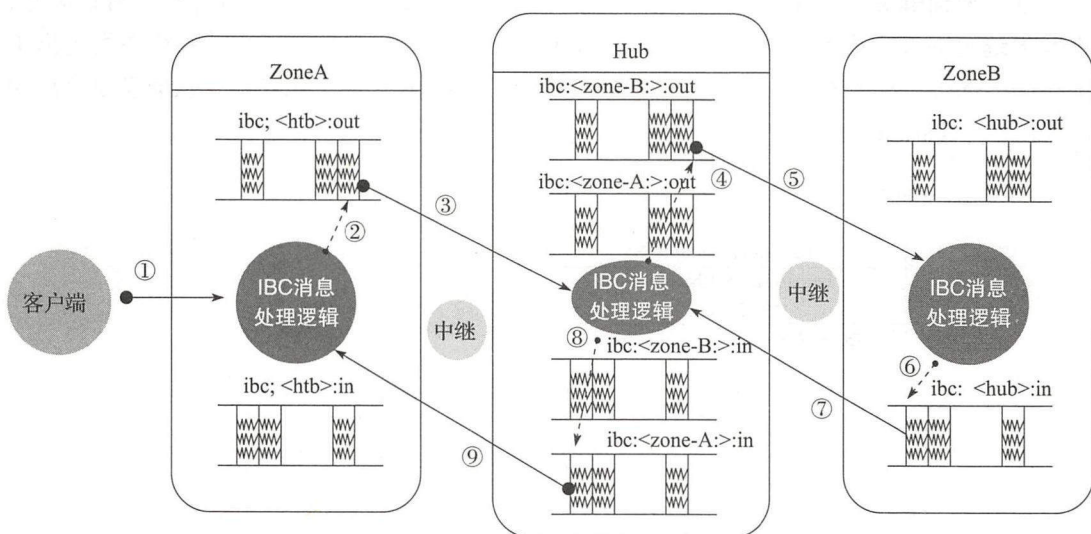 ZoneA
ibc; <htb>:out
②
③
客户端
①
IBC消息
处理逻辑
中继
ibc; <htb>:in
⑨
Hub
ibc:<zone-B:>:out
④
⑤
ibc:<zone-A:>:out
IBC消息
处理逻辑
⑧
ibc:<zone-B>:in
⑦
ibc:<zone-A:>:in
中继
ZoneB
ibc: <hub>:out
IBC消息
处理逻辑
⑥
ibc: <hub>:in